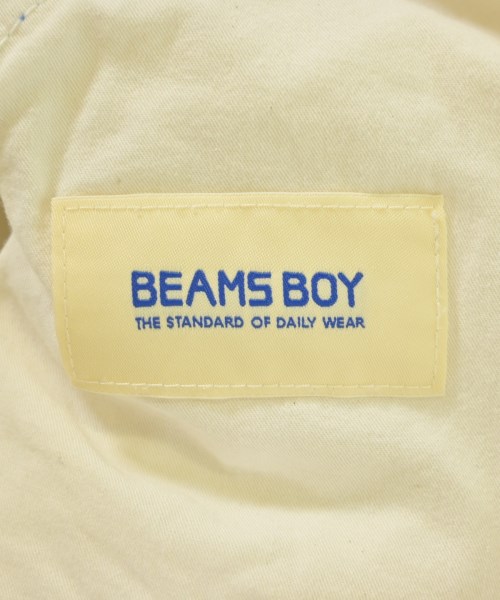 BEAMS BOY
THE STANDARD OF DAILY WEAR